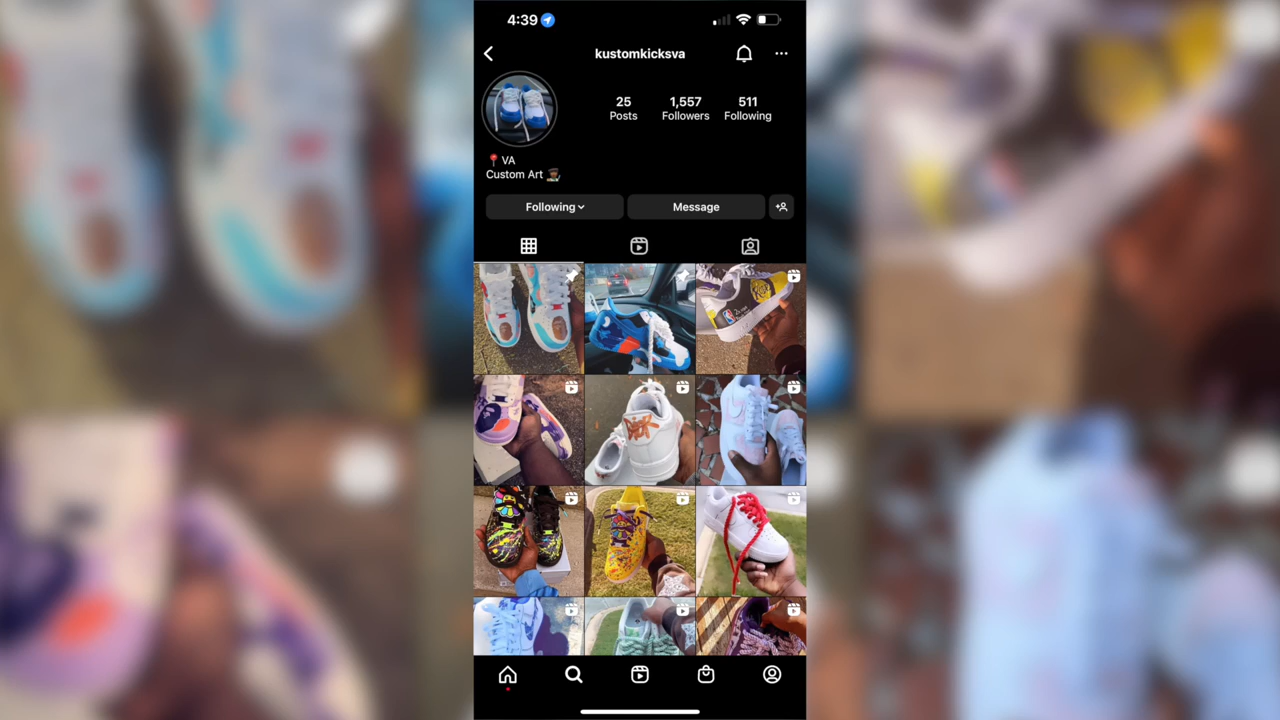 4:39
kustomkicksva
25 1,557 511
Posts Followers Following
VA
Custom Art
Following Message